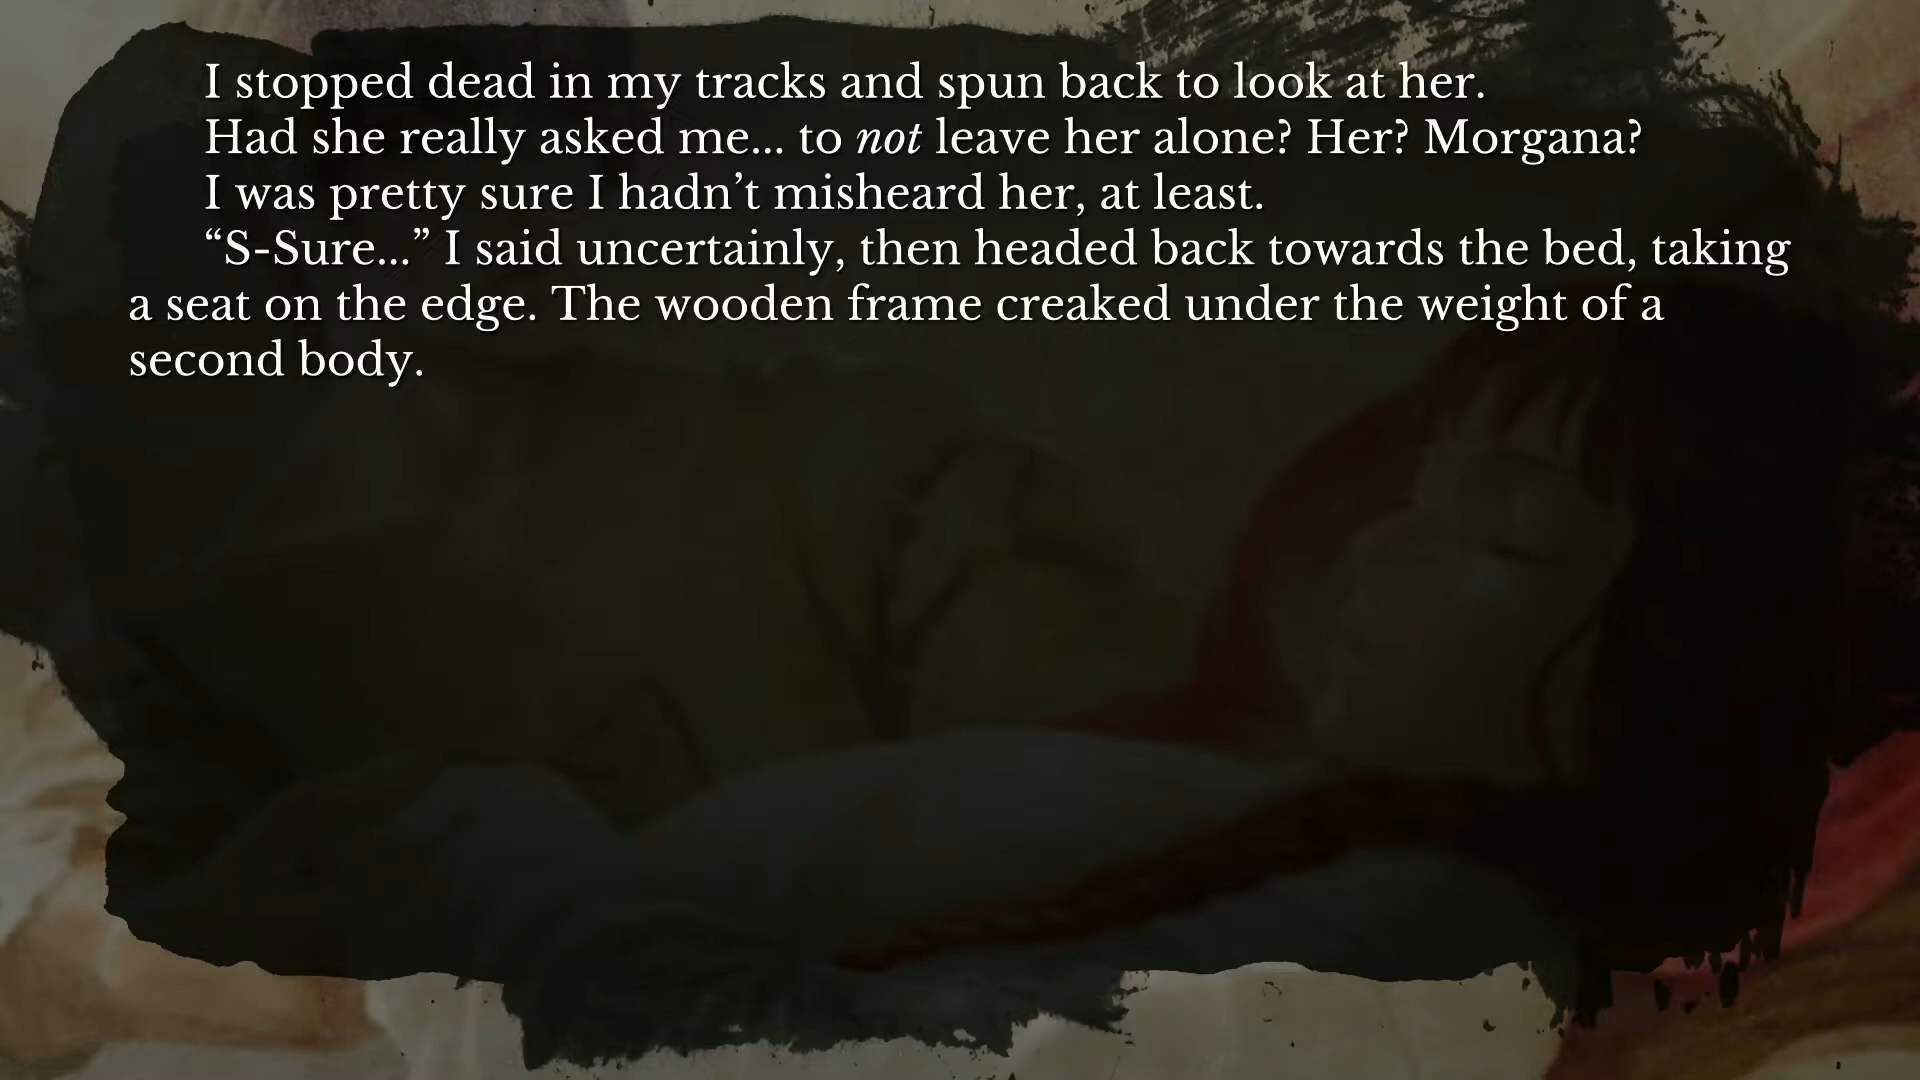 I stopped dead in my tracks and spun back to look at her.
Had she really asked me... to not leave her alone? Her? Morgana?
I was pretty sure I hadn’t misheard her, at least.
“S-Sure...” I said uncertainly, then headed back towards the bed, taking
a seat on the edge. The wooden frame creaked under the weight of a
second body.